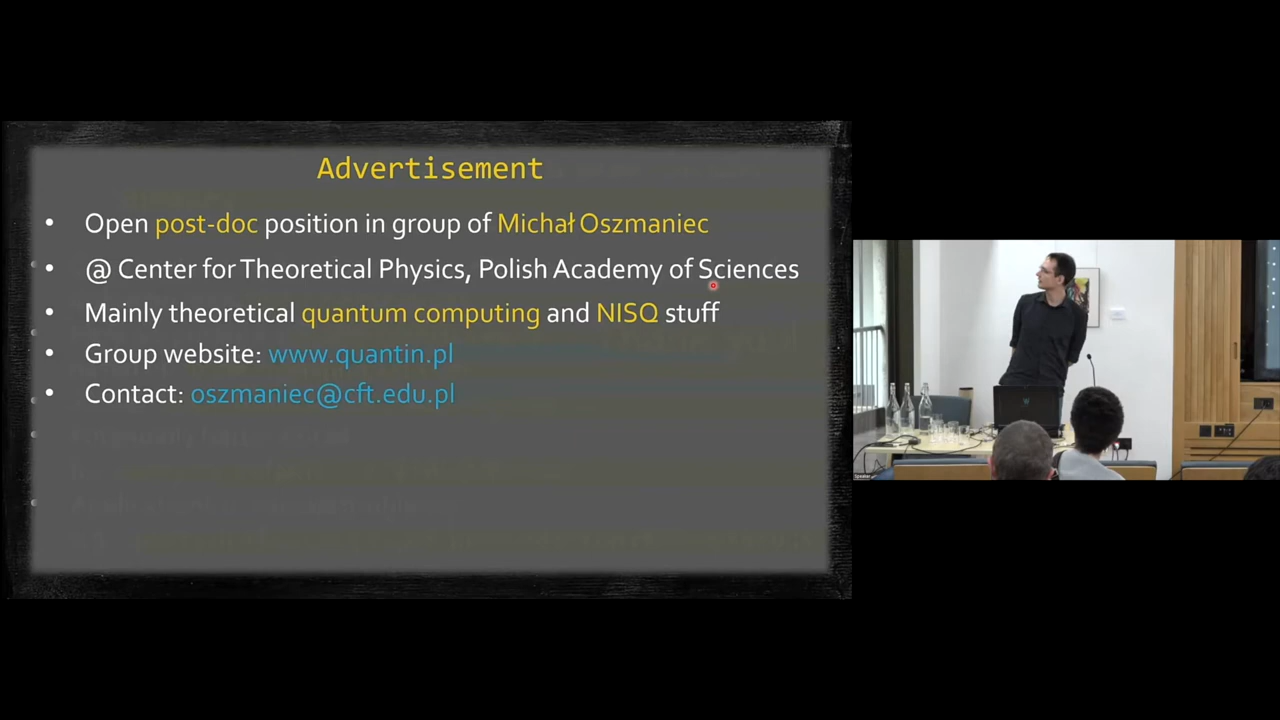 Advertisement
• Open post-doc position in group of Michał Oszmaniec
• @ Center for Theoretical Physics, Polish Academy of Sciences
• Mainly theoretical quantum computing and NISQ stuff
• Group website: www.quantin.pl
• Contact: oszmaniec@cft.edu.pl
Speaker